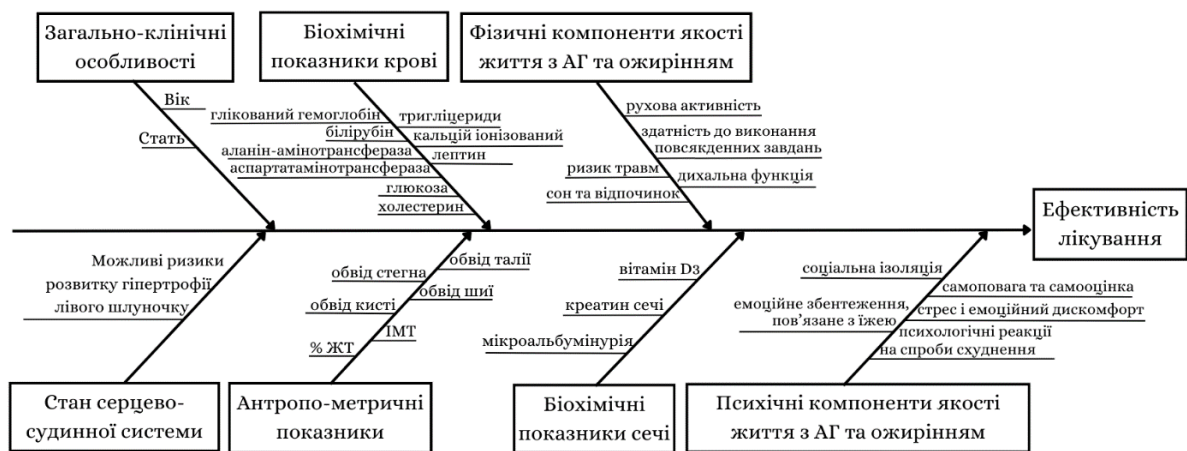 Загально-клінічні
особливості
Біохімічні
показники крові
Фізичні компоненти якості
життя з АГ та ожирінням
Вік
Стать
глікований гемоглобін
білірубін
аланін-амінотрансфераза
аспартатамінотрансфераза
глюкоза
холестерин
тригліцериди
кальцій іонізований
лептин
рухова активність
здатність до виконання
повсякденних завдань
ризик травм
дихальна функція
сон та відпочинок
Ефективність
лікування
Можливі ризики
розвитку гіпертрофії
лівого шлуночку
обвід стегна
обвід кисті
% ЖТ
обвід талії
обвід шиї
ІМТ
вітамін D3
креатин сечі
мікроальбумінурія
соціальна ізоляція
емоційне збентеження,
пов’язане з їжею
самоповага та самооцінка
стрес і емоційний дискомфорт
психологічні реакції
на спроби схуднення
Стан серцево-
судинної системи
Антропо-метричні
показники
Біохімічні
показники сечі
Психічні компоненти якості
життя з АГ та ожирінням